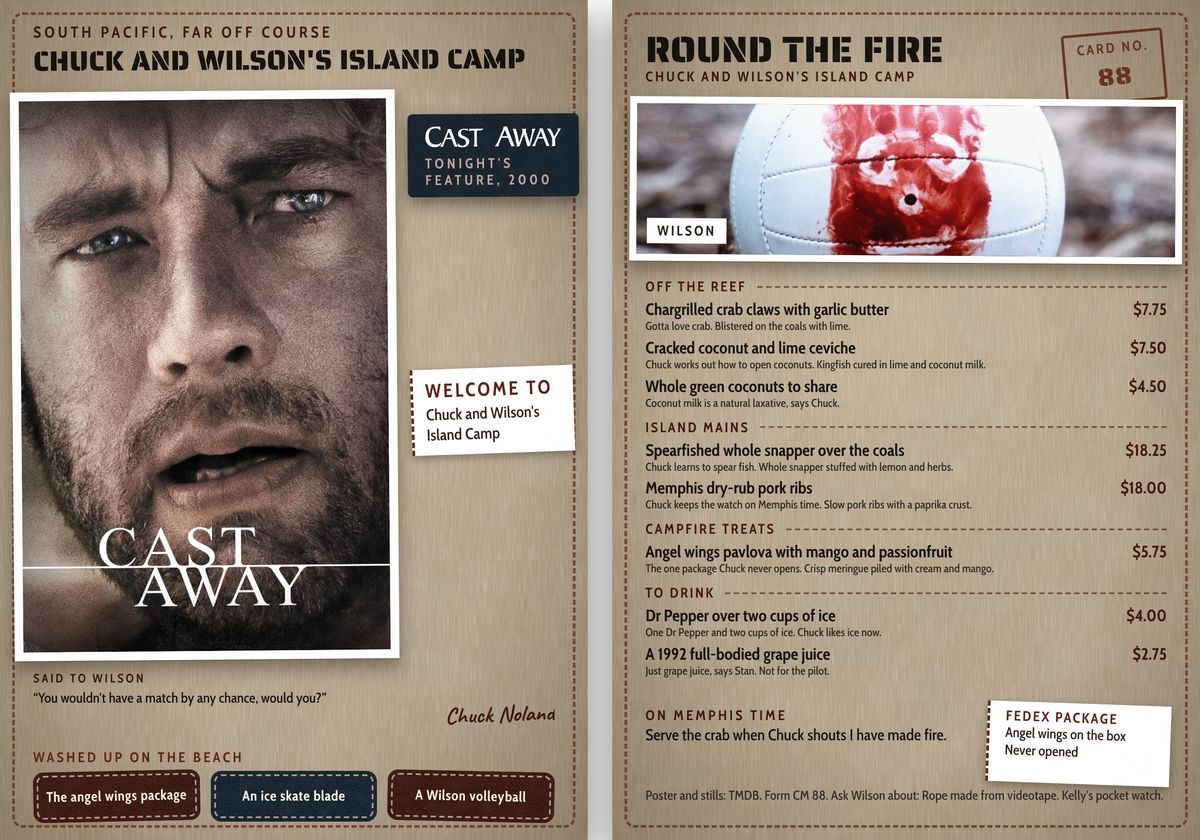 SOUTH PACIFIC, FAR OFF COURSE
CHUCK AND WILSON'S ISLAND CAMP
CAST AWAY
TONIGHT'S
FEATURE, 2000
WELCOME TO
Chuck and Wilson's
Island Camp
CAST
AWAY
SAID TO WILSON
“You wouldn't have a match by any chance, would you?”
Chuck Noland
WASHED UP ON THE BEACH
The angel wings package
An ice skate blade
A Wilson volleyball
ROUND THE FIRE
CHUCK AND WILSON'S ISLAND CAMP
CARD NO.
88
WILSON
OFF THE REEF
Chargrilled crab claws with garlic butter $7.75
Gotta love crab. Blistered on the coals with lime.
Cracked coconut and lime ceviche $7.50
Chuck works out how to open coconuts. Kingfish cured in lime and coconut milk.
Whole green coconuts to share $4.50
Coconut milk is a natural laxative, says Chuck.
ISLAND MAINS
Spearfished whole snapper over the coals $18.25
Chuck learns to spear fish. Whole snapper stuffed with lemon and herbs.
Memphis dry-rub pork ribs $18.00
Chuck keeps the watch on Memphis time. Slow pork ribs with a paprika crust.
CAMPFIRE TREATS
Angel wings pavlova with mango and passionfruit $5.75
The one package Chuck never opens. Crisp meringue piled with cream and mango.
TO DRINK
Dr Pepper over two cups of ice $4.00
One Dr Pepper and two cups of ice. Chuck likes ice now.
A 1992 full-bodied grape juice $2.75
Just grape juice, says Stan. Not for the pilot.
ON MEMPHIS TIME
Serve the crab when Chuck shouts I have made fire.
FEDEX PACKAGE
Angel wings on the box
Never opened
Poster and stills: TMDB. Form CM 88. Ask Wilson about: Rope made from videotape. Kelly's pocket watch.